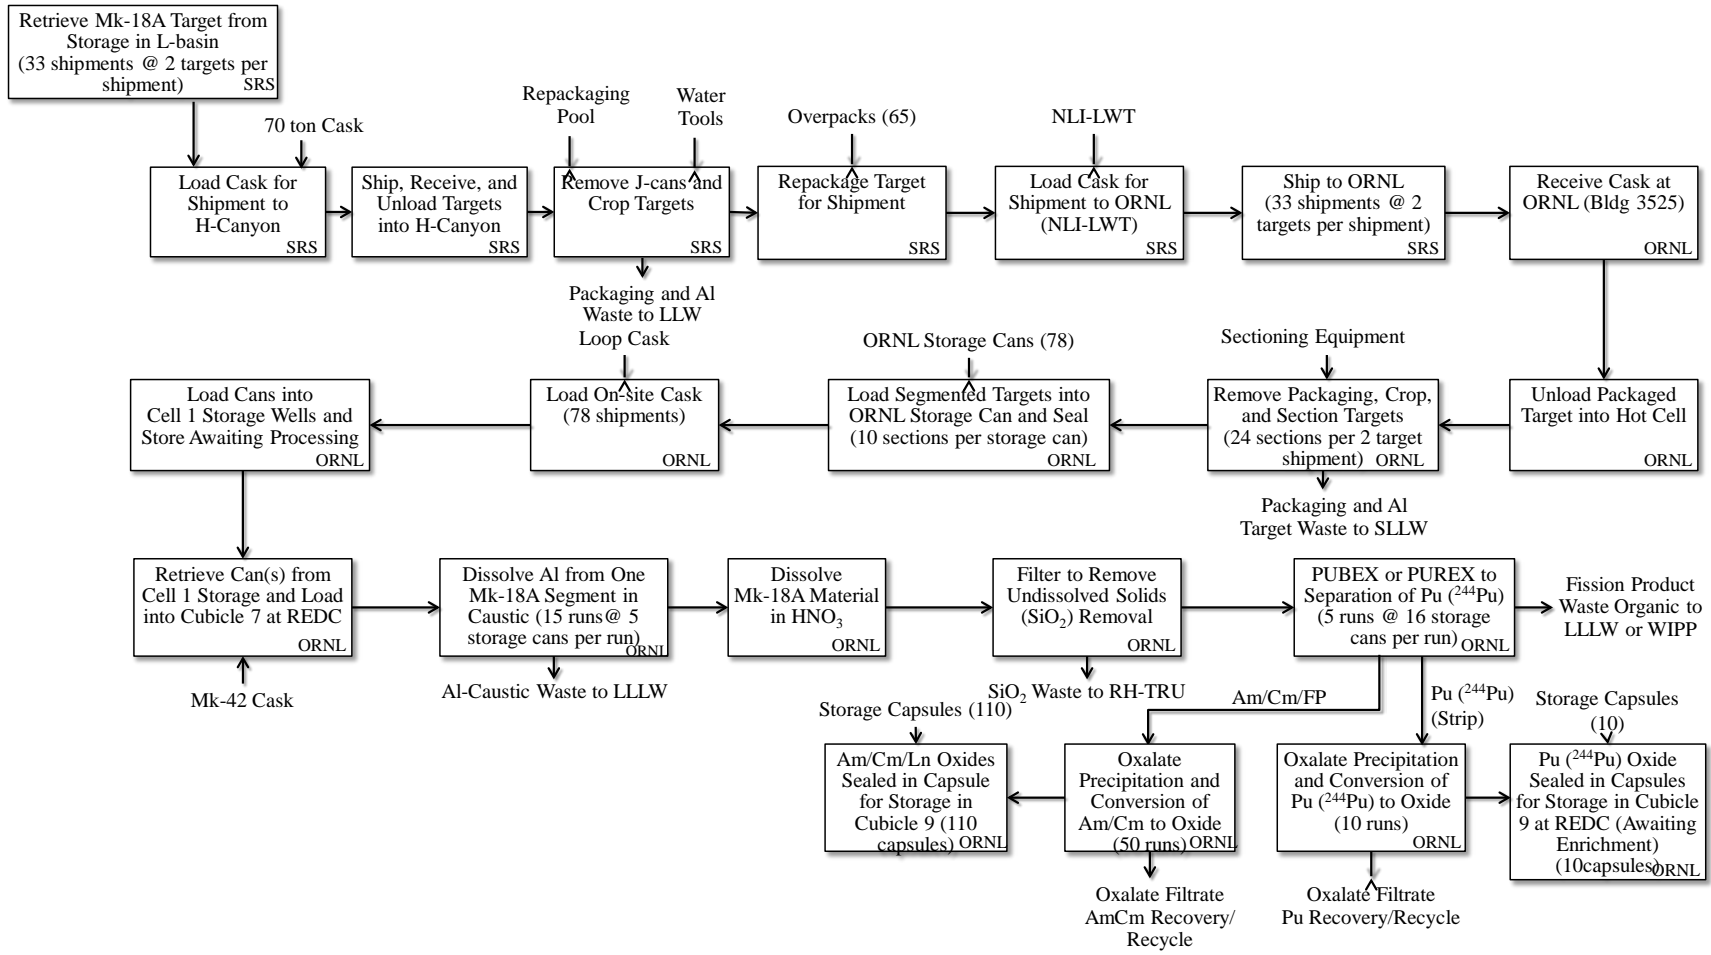 Retrieve Mk-18A Target from
Storage in L-basin
(33 shipments @ 2 targets per
shipment)
SRS
70 ton Cask
Load Cask for
Shipment to
H-Canyon
SRS
Ship, Receive, and
Unload Targets
into H-Canyon
SRS
Repackaging
Pool
Water
Tools
Remove J-cans and
Crop Targets
SRS
Packaging and Al
Waste to LLW
Overpacks (65)
Repackage Target
for Shipment
SRS
NLI-LWT
Load Cask for
Shipment to ORNL
(NLI-LWT)
SRS
Ship to ORNL
(33 shipments @ 2
targets per shipment)
SRS
Receive Cask at
ORNL (Bldg 3525)
ORNL
Unload Packaged
Target into Hot Cell
ORNL
Sectioning Equipment
Remove Packaging, Crop,
and Section Targets
(24 sections per 2 target
shipment)
ORNL
Packaging and Al
Target Waste to SLLW
ORNL Storage Cans (78)
Load Segmented Targets into
ORNL Storage Can and Seal
(10 sections per storage can)
ORNL
Loop Cask
Load On-site Cask
(78 shipments)
ORNL
Load Cans into
Cell 1 Storage Wells and
Store Awaiting Processing
ORNL
Retrieve Can(s) from
Cell 1 Storage and Load
into Cubicle 7 at REDC
ORNL
Mk-42 Cask
Dissolve Al from One
Mk-18A Segment in
Caustic (15 runs@ 5
storage cans per run)
ORNL
Al-Caustic Waste to LLLW
Dissolve
Mk-18A Material
in HNO₃
ORNL
Filter to Remove
Undissolved Solids
(SiO₂) Removal
ORNL
SiO₂ Waste to RH-TRU
PUBEX or PUREX to
Separation of Pu (²⁴⁴Pu)
(5 runs @ 16 storage
cans per run)
ORNL
Fission Product
Waste Organic to
LLLW or WIPP
Am/Cm/FP
Pu (²⁴⁴Pu)
(Strip)
Storage Capsules (110)
Am/Cm/Ln Oxides
Sealed in Capsule
for Storage in
Cubicle 9 (110
capsules)
ORNL
Oxalate
Precipitation and
Conversion of
Am/Cm to Oxide
(50 runs)
ORNL
Oxalate Filtrate
AmCm Recovery/
Recycle
Oxalate Precipitation
and Conversion of
Pu (²⁴⁴Pu) to Oxide
(10 runs)
ORNL
Oxalate Filtrate
Pu Recovery/Recycle
Storage Capsules
(10)
Pu (²⁴⁴Pu) Oxide
Sealed in Capsules
for Storage in Cubicle
9 at REDC (Awaiting
Enrichment)
(10capsules)
ORNL